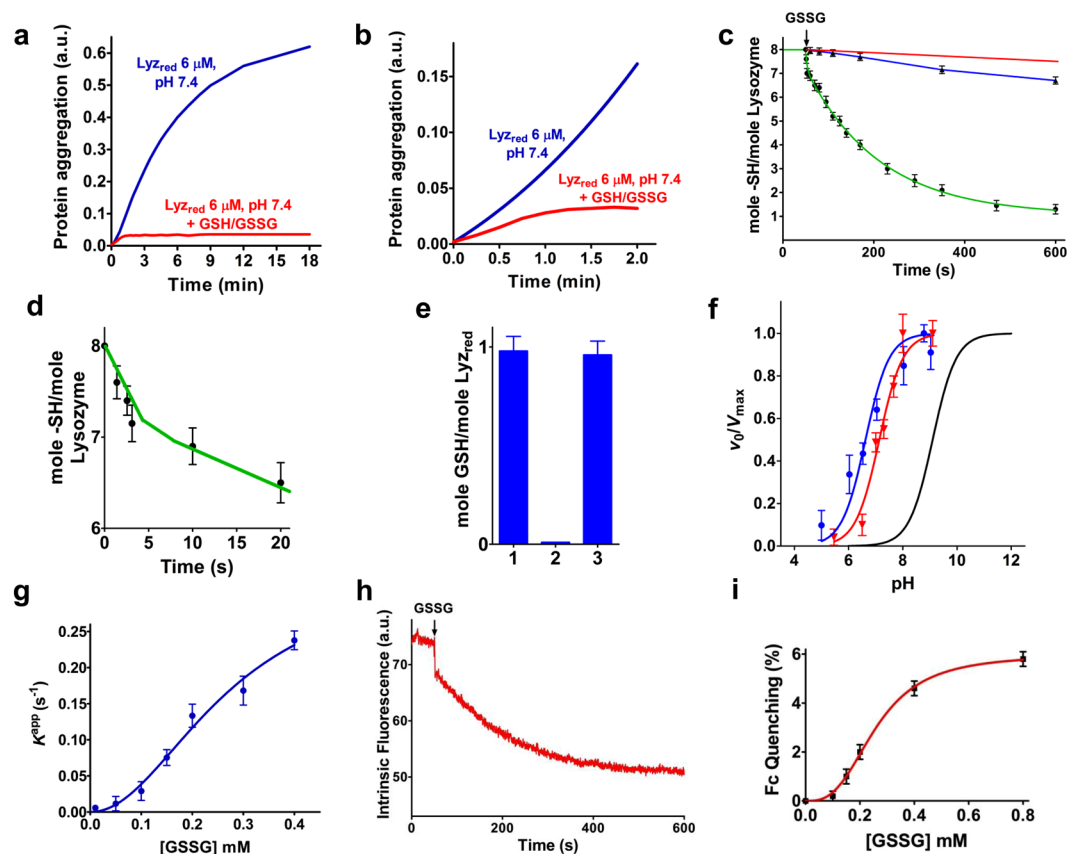 a
Protein aggregation (a.u.)
0.6
0.5
0.4
0.3
0.2
0.1
0.0
Lyz_red 6 μM,
pH 7.4
Lyz_red 6 μM, pH 7.4
+ GSH/GSSG
0 3 6 9 12 15 18
Time (min)
b
Protein aggregation (a.u.)
0.15
0.10
0.05
0.00
Lyz_red 6 μM,
pH 7.4
Lyz_red 6 μM, pH 7.4
+ GSH/GSSG
0.0 0.5 1.0 1.5 2.0
Time (min)
c
GSSG
mole -SH/mole Lysozyme
8
7
6
5
4
3
2
1
0 200 400 600
Time (s)
d
mole -SH/mole
Lysozyme
8
7
6
0 5 10 15 20
Time (s)
e
mole GSH/mole Lyz_red
1
0
1 2 3
f
v₀/V_max
1.0
0.8
0.6
0.4
0.2
0.0
4 6 8 10 12
pH
g
K^app (s⁻¹)
0.25
0.20
0.15
0.10
0.05
0.00
0.0 0.1 0.2 0.3 0.4
[GSSG] mM
h
GSSG
Intrinsic Fluorescence (a.u.)
70
60
50
0 200 400 600
Time (s)
i
Fc Quenching (%)
6
4
2
0
0.0 0.2 0.4 0.6 0.8
[GSSG] mM